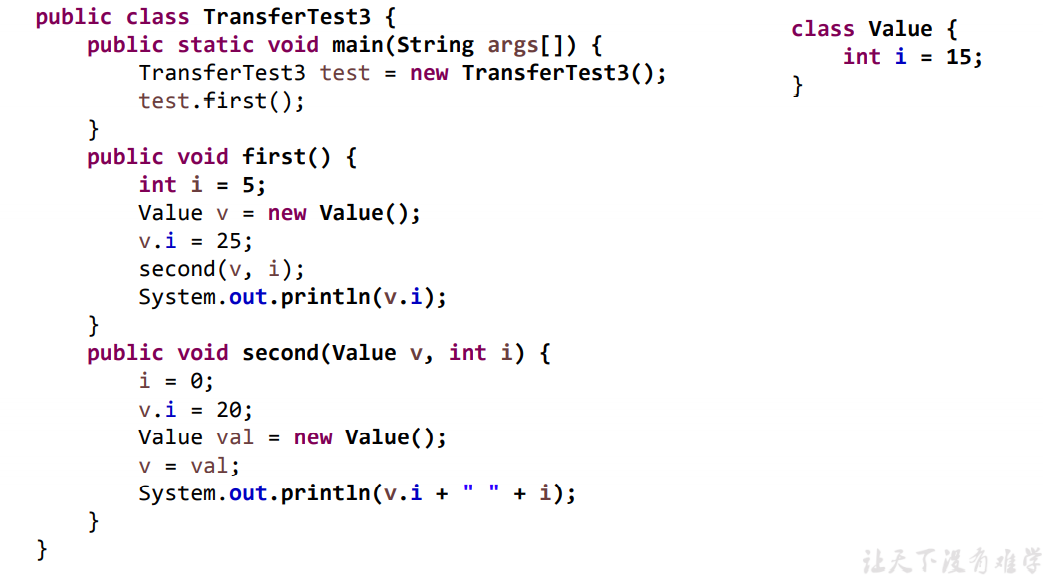 public class TransferTest3 {
    public static void main(String args[]) {
        TransferTest3 test = new TransferTest3();
        test.first();
    }
    public void first() {
        int i = 5;
        Value v = new Value();
        v.i = 25;
        second(v, i);
        System.out.println(v.i);
    }
    public void second(Value v, int i) {
        i = 0;
        v.i = 20;
        Value val = new Value();
        v = val;
        System.out.println(v.i + " " + i);
    }
}
class Value {
    int i = 15;
}
让天下没有难学